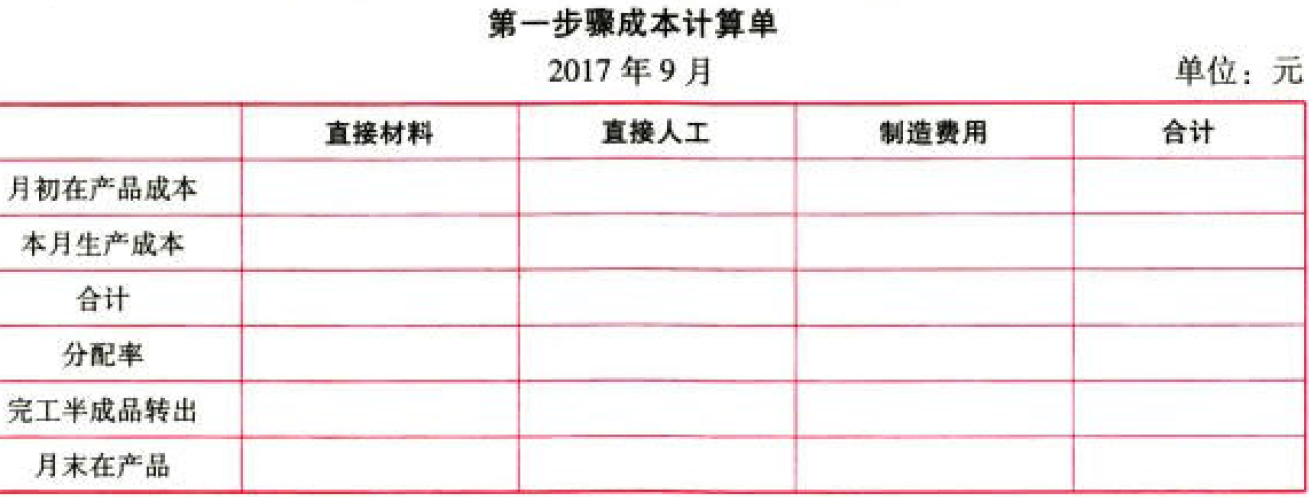 第一步骤成本计算单
2017 年 9 月 单位：元
直接材料 直接人工 制造费用 合计
月初在产品成本
本月生产成本
合计
分配率
完工半成品转出
月末在产品